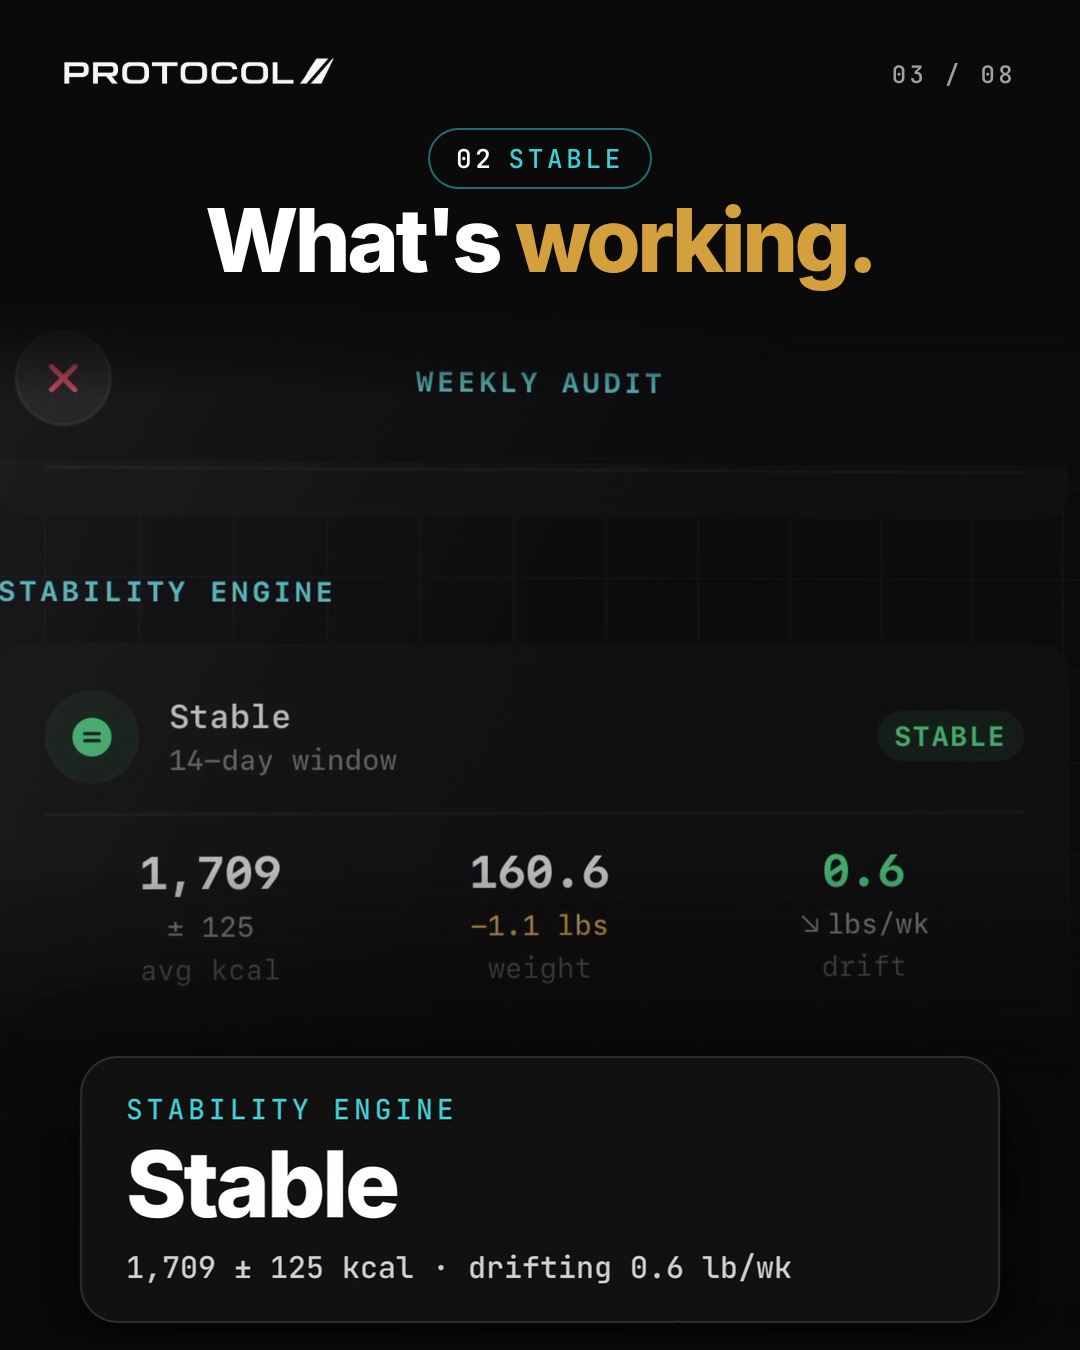 PROTOCOL
03 / 08
02 STABLE
What's working.
WEEKLY AUDIT
STABILITY ENGINE
Stable
14-day window
STABLE
1,709
± 125
avg kcal
160.6
-1.1 lbs
weight
0.6
↘ lbs/wk
drift
STABILITY ENGINE
Stable
1,709 ± 125 kcal · drifting 0.6 lb/wk